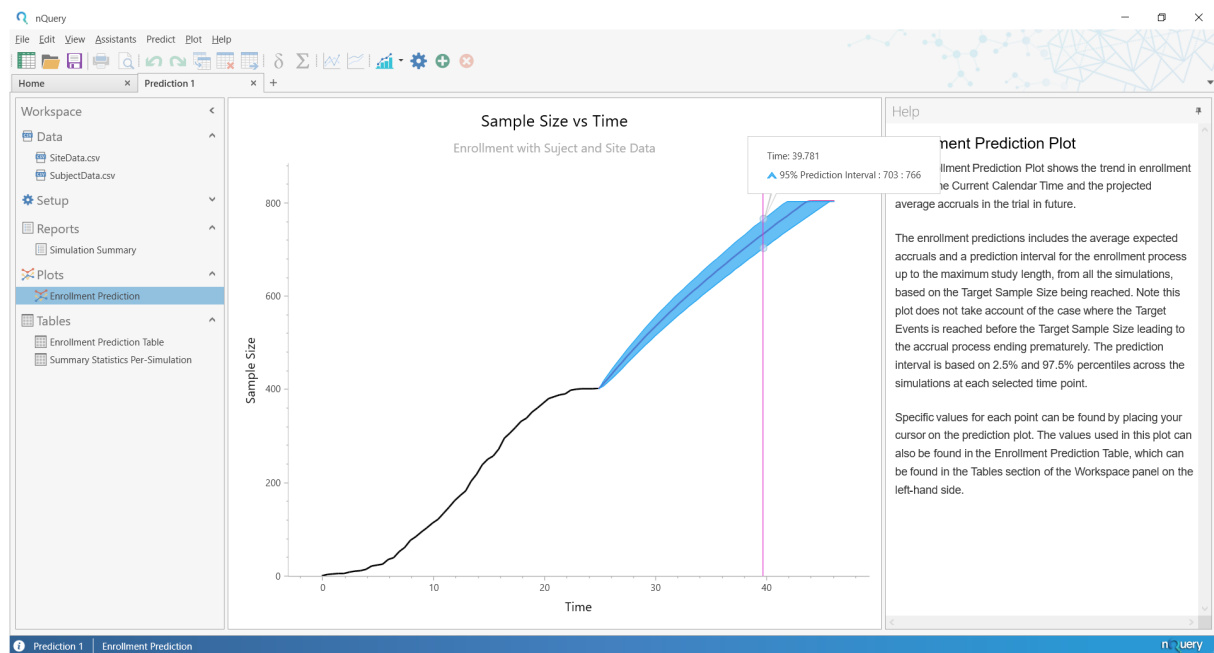 nQuery
File Edit View Assistants Predict Plot Help
Home
Prediction 1
Workspace
Data
SiteData.csv
SubjectData.csv
Setup
Reports
Simulation Summary
Plots
Enrollment Prediction
Tables
Enrollment Prediction Table
Summary Statistics Per-Simulation
Sample Size vs Time
Enrollment with Suject and Site Data
Time: 39.781
95% Prediction Interval : 703 : 766
Sample Size
800
600
400
200
0
0 10 20 30 40
Time
Help
ment Prediction Plot
llment Prediction Plot shows the trend in enrollment
e Current Calendar Time and the projected
average accruals in the trial in future.
The enrollment predictions includes the average expected
accruals and a prediction interval for the enrollment process
up to the maximum study length, from all the simulations,
based on the Target Sample Size being reached. Note this
plot does not take account of the case where the Target
Events is reached before the Target Sample Size leading to
the accrual process ending prematurely. The prediction
interval is based on 2.5% and 97.5% percentiles across the
simulations at each selected time point.
Specific values for each point can be found by placing your
cursor on the prediction plot. The values used in this plot can
also be found in the Enrollment Prediction Table, which can
be found in the Tables section of the Workspace panel on the
left-hand side.
Prediction 1 Enrollment Prediction
nQuery